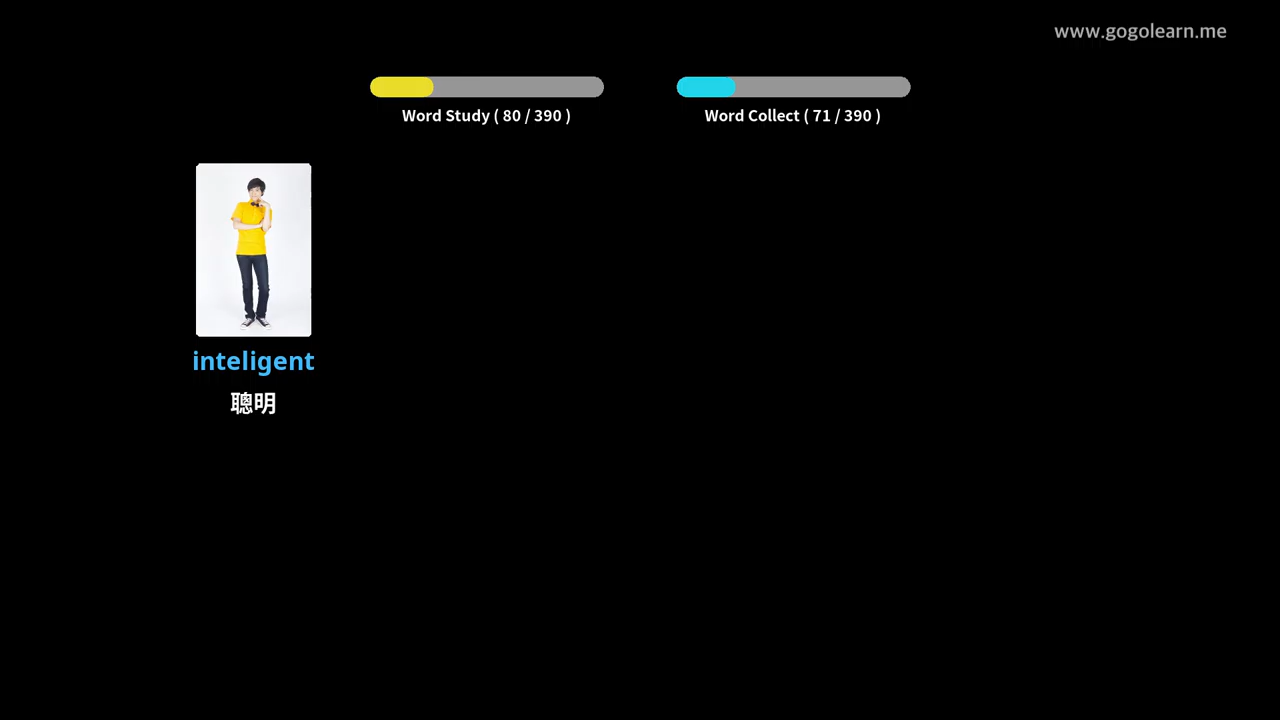 www.gogolearn.me
Word Study ( 80 / 390 )
Word Collect ( 71 / 390 )
inteligent
聰明